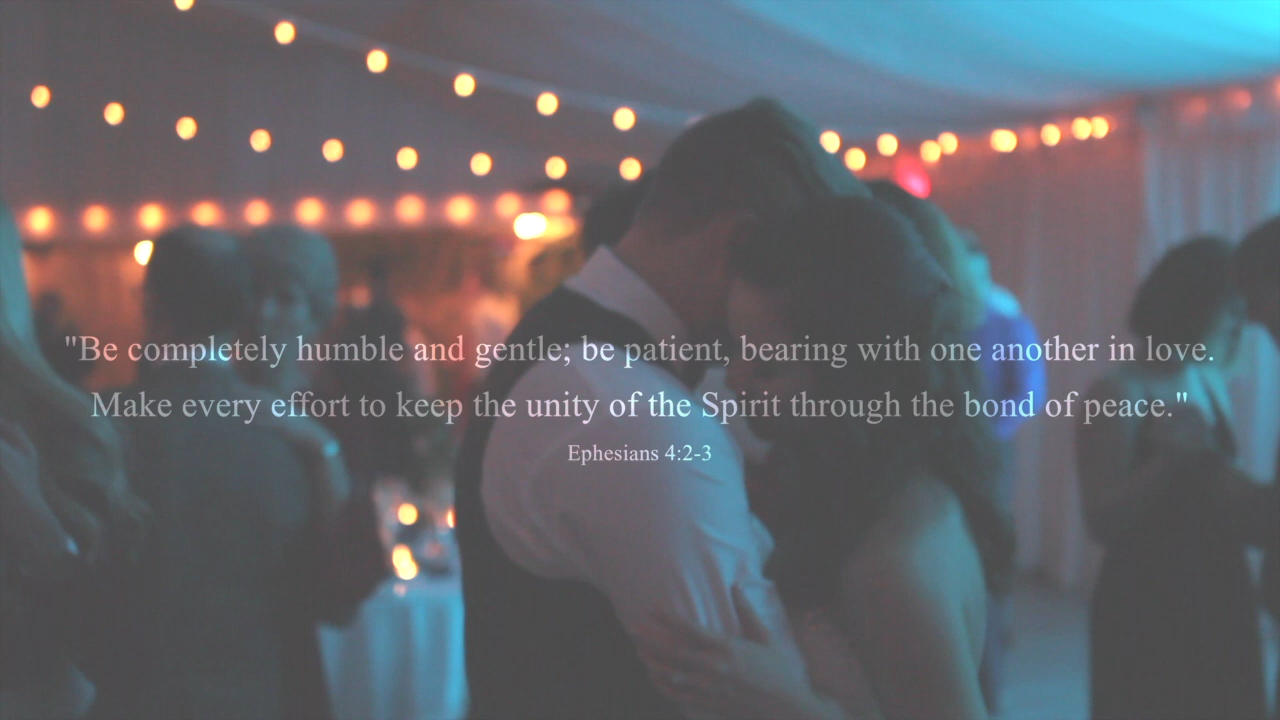 "Be completely humble and gentle; be patient, bearing with one another in love.
Make every effort to keep the unity of the Spirit through the bond of peace."
Ephesians 4:2-3